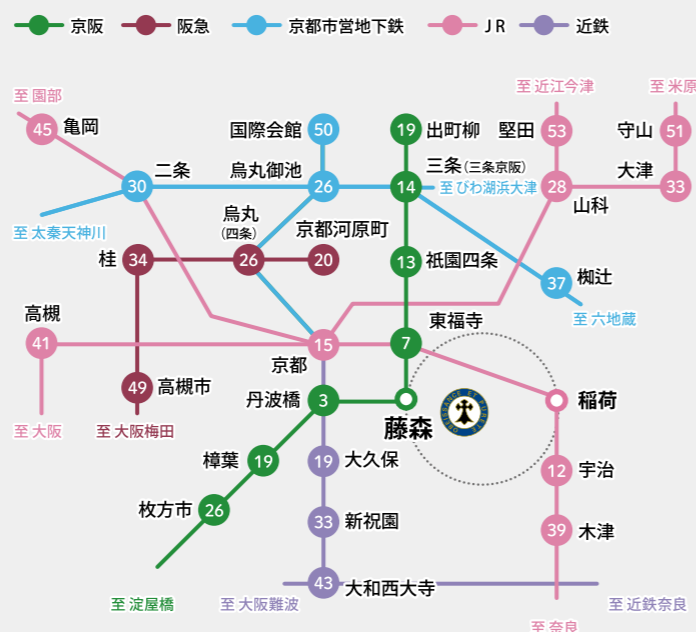 京阪 阪急 京都市営地下鉄 JR 近鉄
至 園部
至 近江今津
至 米原
45 亀岡
国際会館 50
19 出町柳
堅田 53
守山 51
二条
30
烏丸御池
26
三条(三条京阪)
14
至 びわ湖浜大津
大津
33
28
山科
至 太秦天神川
烏丸
(四条)
京都河原町
桂 34
26
20
13 祇園四条
37 椥辻
至 六地蔵
高槻
41
15
京都
東福寺
7
49 高槻市
丹波橋 3
藤森
稲荷
至 大阪
至 大阪梅田
樟葉 19
19 大久保
12 宇治
枚方市 26
33 新祝園
39 木津
43 大和西大寺
至 淀屋橋
至 大阪難波
至 近鉄奈良
至 奈良